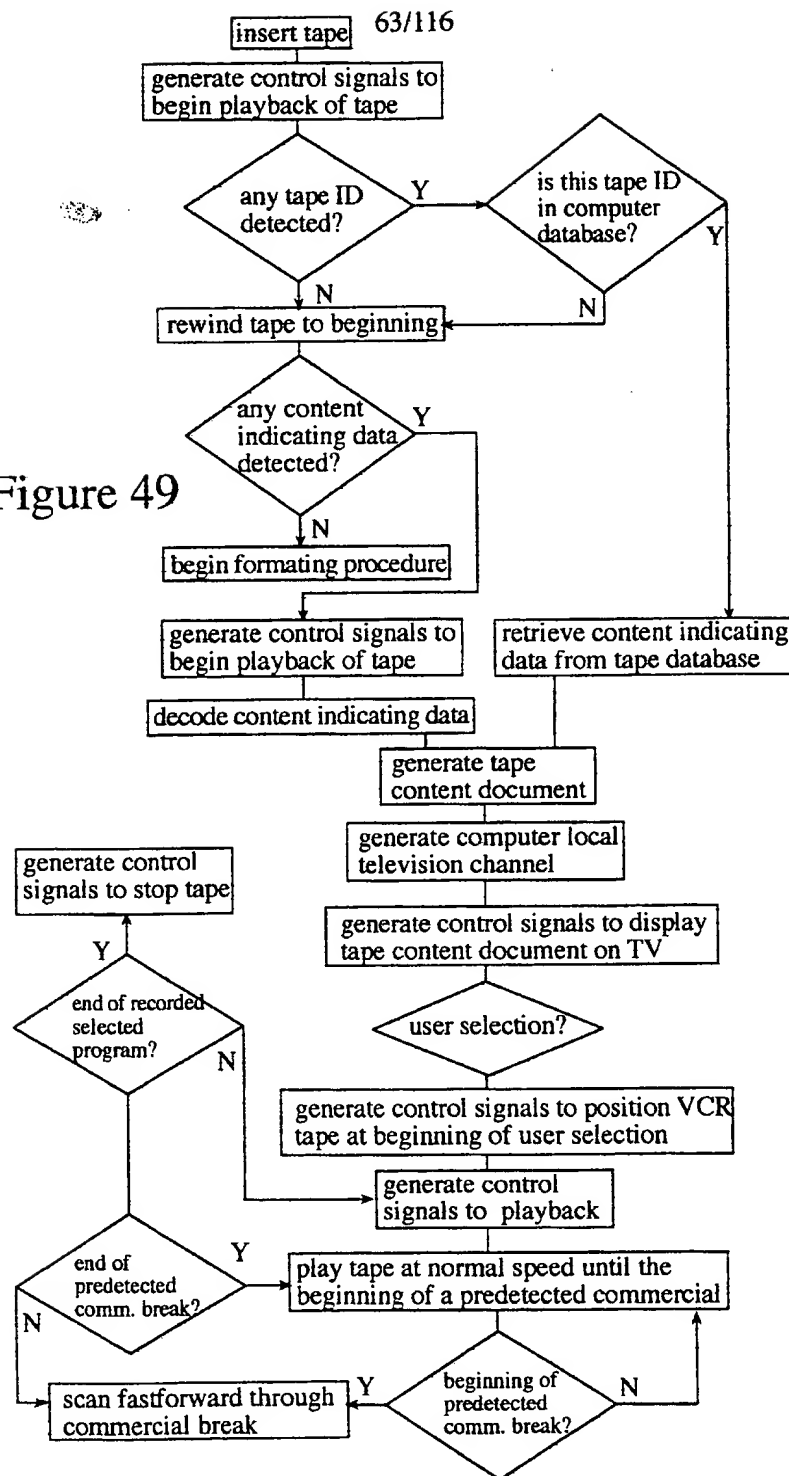 63/116
insert tape
generate control signals to
begin playback of tape
any tape ID
detected?
Y
is this tape ID
in computer
database?
Y
N
N
rewind tape to beginning
any content
indicating data
detected?
Y
Figure 49
N
begin formating procedure
generate control signals to
begin playback of tape
retrieve content indicating
data from tape database
decode content indicating data
generate tape
content document
generate computer local
television channel
generate control
signals to stop tape
generate control signals to display
tape content document on TV
Y
end of recorded
selected
program?
N
user selection?
generate control signals to position VCR
tape at beginning of user selection
generate control
signals to playback
end of
predetected
comm. break?
Y
N
play tape at normal speed until the
beginning of a predetected commercial
scan fastforward through
commercial break
Y
beginning of
predetected
comm. break?
N